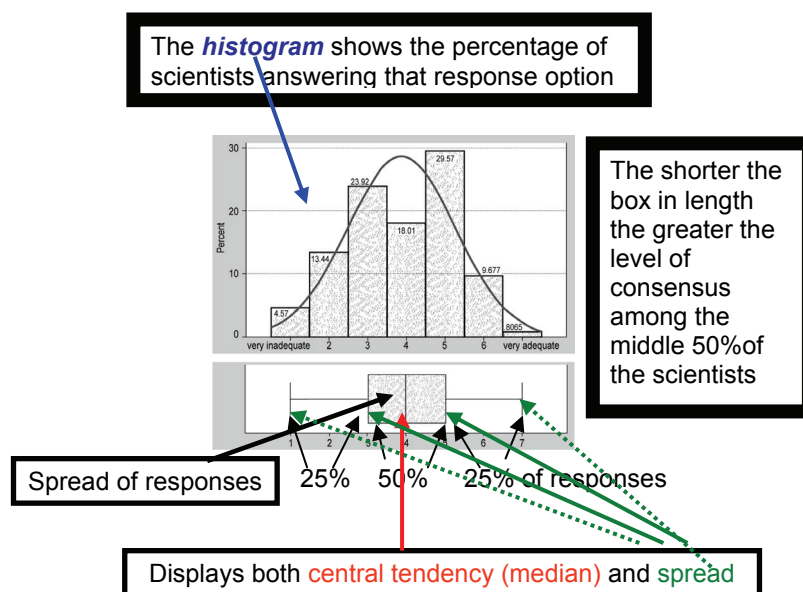 The histogram shows the percentage of
scientists answering that response option
30
20
10
0
Percent
4.57
13.44
23.92
18.01
29.57
9.677
.8065
very inadequate 2 3 4 5 6 very adequate
The shorter the
box in length
the greater the
level of
consensus
among the
middle 50%of
the scientists
1 2 3 4 5 6 7
Spread of responses
25% 50% 25% of responses
Displays both central tendency (median) and spread